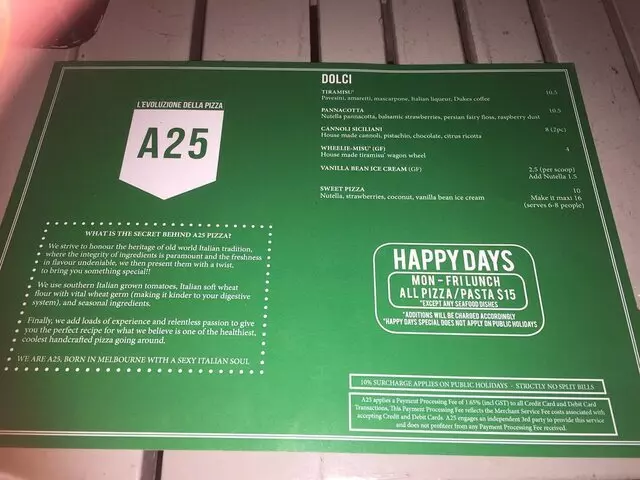 L'EVOLUZIONE DELLA PIZZA
A25
WHAT IS THE SECRET BEHIND A25 PIZZA?
We strive to honour the heritage of old world Italian tradition,
where the integrity of ingredients is paramount and the freshness
in flavour undeniable, we then present them with a twist,
to bring you something special!!
We use southern Italian grown tomatoes, Italian soft wheat
flour with vital wheat germ (making it kinder to your digestive
system), and seasonal ingredients.
Finally, we add loads of experience and relentless passion to give
you the perfect recipe for what we believe is one of the healthiest,
coolest handcrafted pizza going around.
WE ARE A25, BORN IN MELBOURNE WITH A SEXY ITALIAN SOUL
DOLCI
TIRAMISU' 10.5
Pavesini, amaretti, mascarpone, Italian liqueur, Dukes coffee
PANNACOTTA 10.5
Nutella pannacotta, balsamic strawberries, persian fairy floss, raspberry dust
CANNOLI SICILIANI 8 (2pc)
House made cannoli, pistachio, chocolate, citrus ricotta
WHEELIE-MISU' (GF) 4
House made tiramisu' wagon wheel
VANILLA BEAN ICE CREAM (GF) 2.5 (per scoop)
Add Nutella 1.5
SWEET PIZZA 10
Nutella, strawberries, coconut, vanilla bean ice cream Make it maxi 16
(serves 6-8 people)
HAPPY DAYS
MON - FRI LUNCH
ALL PIZZA/PASTA $15
*EXCEPT ANY SEAFOOD DISHES
*ADDITIONS WILL BE CHARGED ACCORDINGLY
*HAPPY DAYS SPECIAL DOES NOT APPLY ON PUBLIC HOLIDAYS
10% SURCHARGE APPLIES ON PUBLIC HOLIDAYS - STRICTLY NO SPLIT BILLS
A25 applies a Payment Processing Fee of 1.65% (incl GST) to all Credit Card and Debit Card
Transactions, This Payment Processing Fee reflects the Merchant Service Fee costs associated with
accepting Credit and Debit Cards. A25 engages an independent 3rd party to provide this service
and does not profiteer from any Payment Processing Fee received.